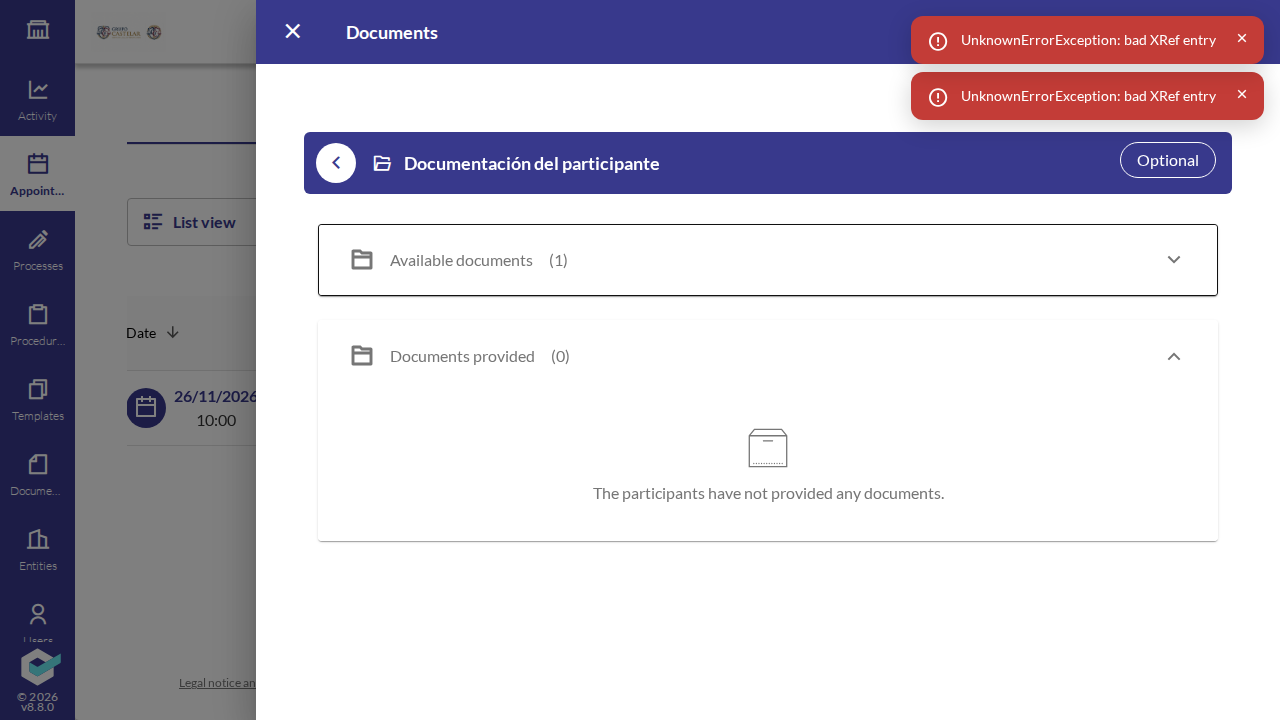 GRUPO CASTELAR
Activity
Appoint...
Processes
Procedur...
Templates
Docume...
Entities
Users
© 2026
v8.8.0
List view
Date
26/11/2026
10:00
Legal notice an
Documents
UnknownErrorException: bad XRef entry
UnknownErrorException: bad XRef entry
Documentación del participante
Optional
Available documents (1)
Documents provided (0)
The participants have not provided any documents.